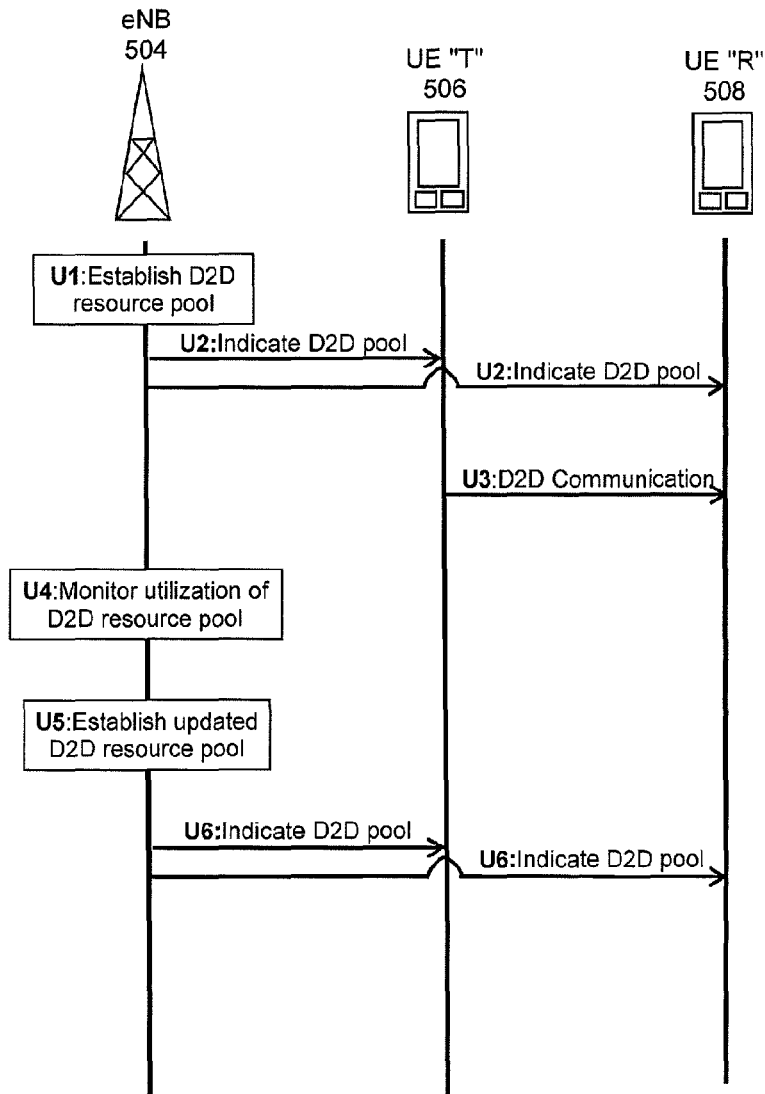 eNB
504
UE "T"
506
UE "R"
508
U1:Establish D2D
resource pool
U2:Indicate D2D pool
U2:Indicate D2D pool
U3:D2D Communication
U4:Monitor utilization of
D2D resource pool
U5:Establish updated
D2D resource pool
U6:Indicate D2D pool
U6:Indicate D2D pool